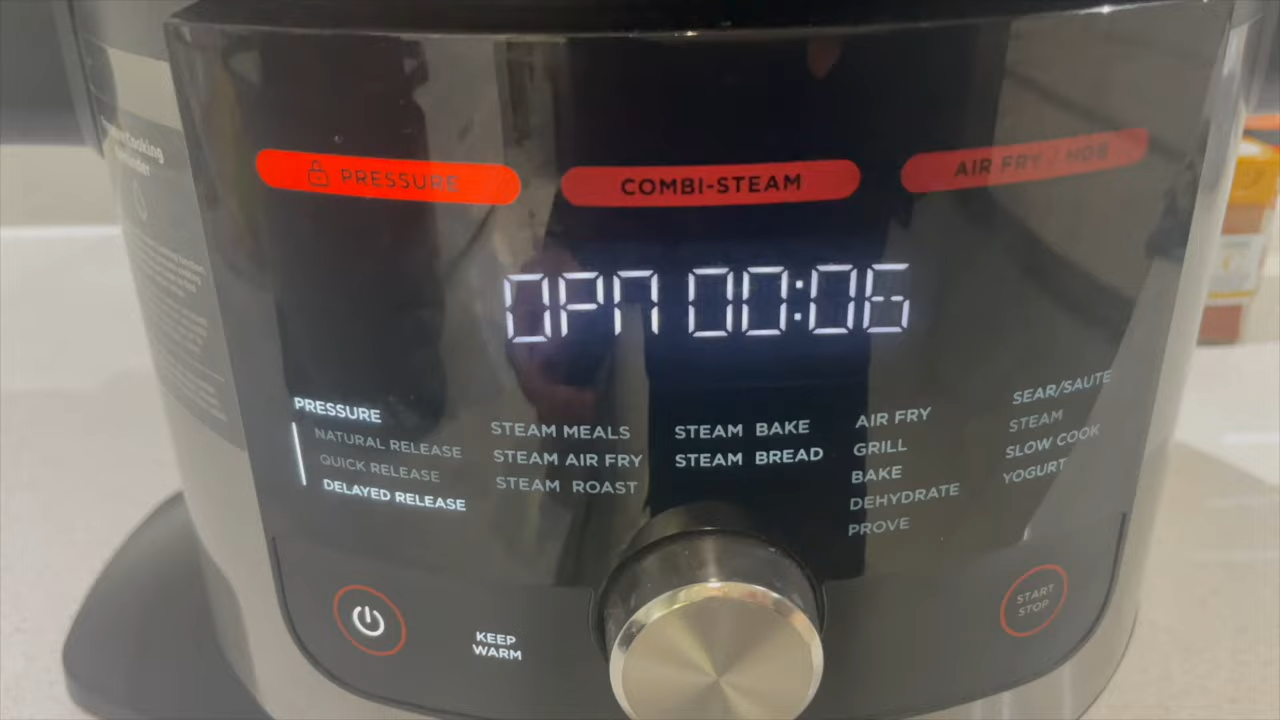 Cooking
PRESSURE
COMBI-STEAM
AIR FRY / HOB
OPN 00:06
PRESSURE
NATURAL RELEASE
QUICK RELEASE
DELAYED RELEASE
STEAM MEALS
STEAM AIR FRY
STEAM ROAST
STEAM BAKE
STEAM BREAD
AIR FRY
GRILL
BAKE
DEHYDRATE
PROVE
SEAR/SAUTE
STEAM
SLOW COOK
YOGURT
KEEP
WARM
START
STOP